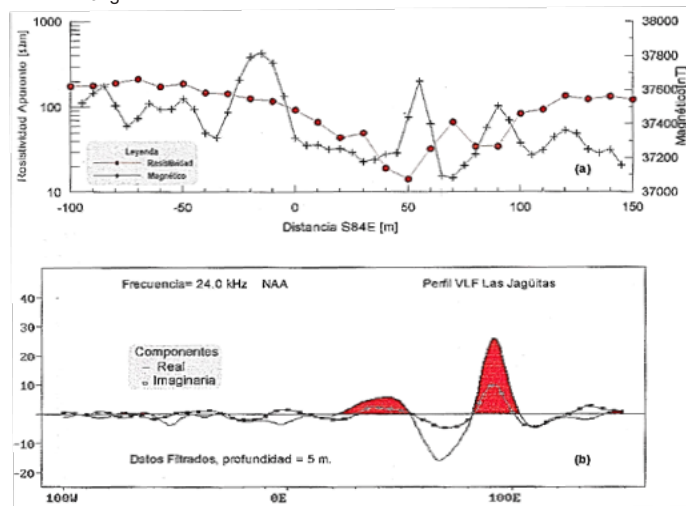 1000
38000
37800
100
37600
37400
37200
10
37000
Resistividad Aparente [Ωm]
Magnético[nT]
Leyenda
Resistividad
Magnético
(a)
-100 -50 0 50 100 150
Distancia S84E [m]
Frecuencia= 24.0 kHz NAA Perfil VLF Las Jagüitas
40
30
20
10
-10
-20
Componentes
Real
Imaginaria
Datos Filtrados, profundidad = 5 m. (b)
100W 0E 100E